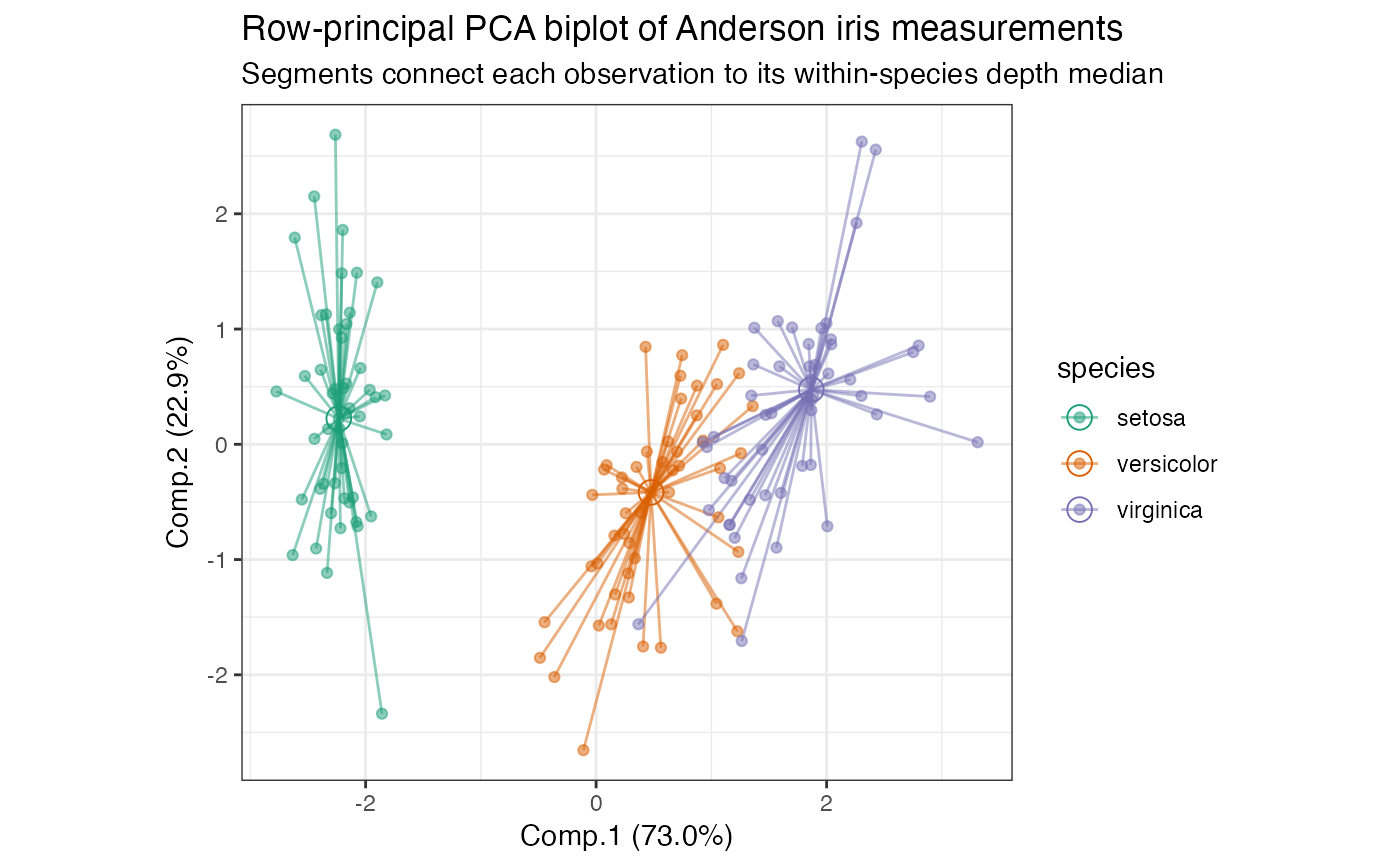 Row-principal PCA biplot of Anderson iris measurements
Segments connect each observation to its within-species depth median
Comp.2 (22.9%)
2
1
0
-1
-2
-2
0
2
Comp.1 (73.0%)
species
setosa
versicolor
virginica